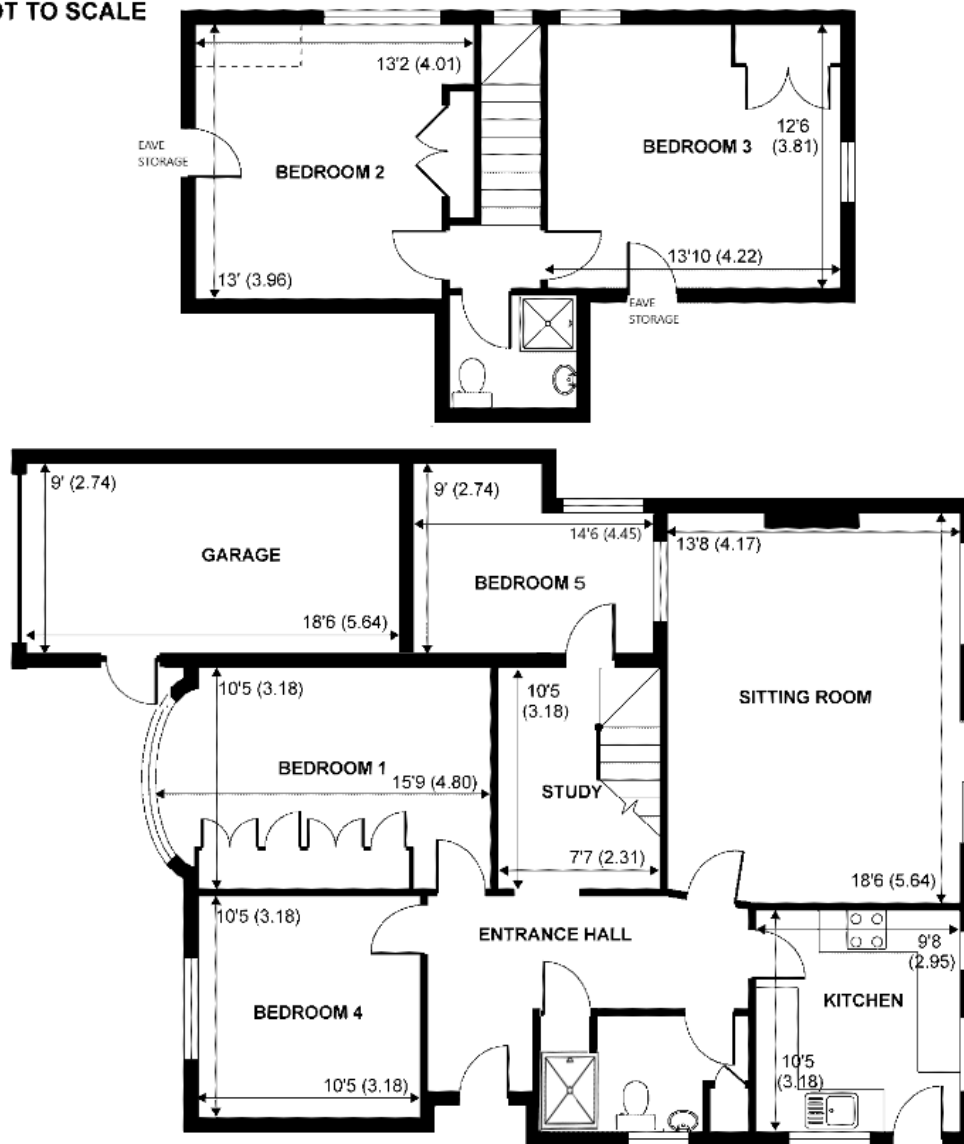 OT TO SCALE
13'2 (4.01)
EAVE
STORAGE
BEDROOM 2
13' (3.96)
BEDROOM 3
12'6
(3.81)
13'10 (4.22)
EAVE
STORAGE
9' (2.74)
GARAGE
18'6 (5.64)
9' (2.74)
14'6 (4.45)
BEDROOM 5
13'8 (4.17)
SITTING ROOM
18'6 (5.64)
10'5 (3.18)
BEDROOM 1
15'9 (4.80)
10'5
(3.18)
STUDY
7'7 (2.31)
10'5 (3.18)
BEDROOM 4
10'5 (3.18)
ENTRANCE HALL
9'8
(2.95)
KITCHEN
10'5
(3.18)